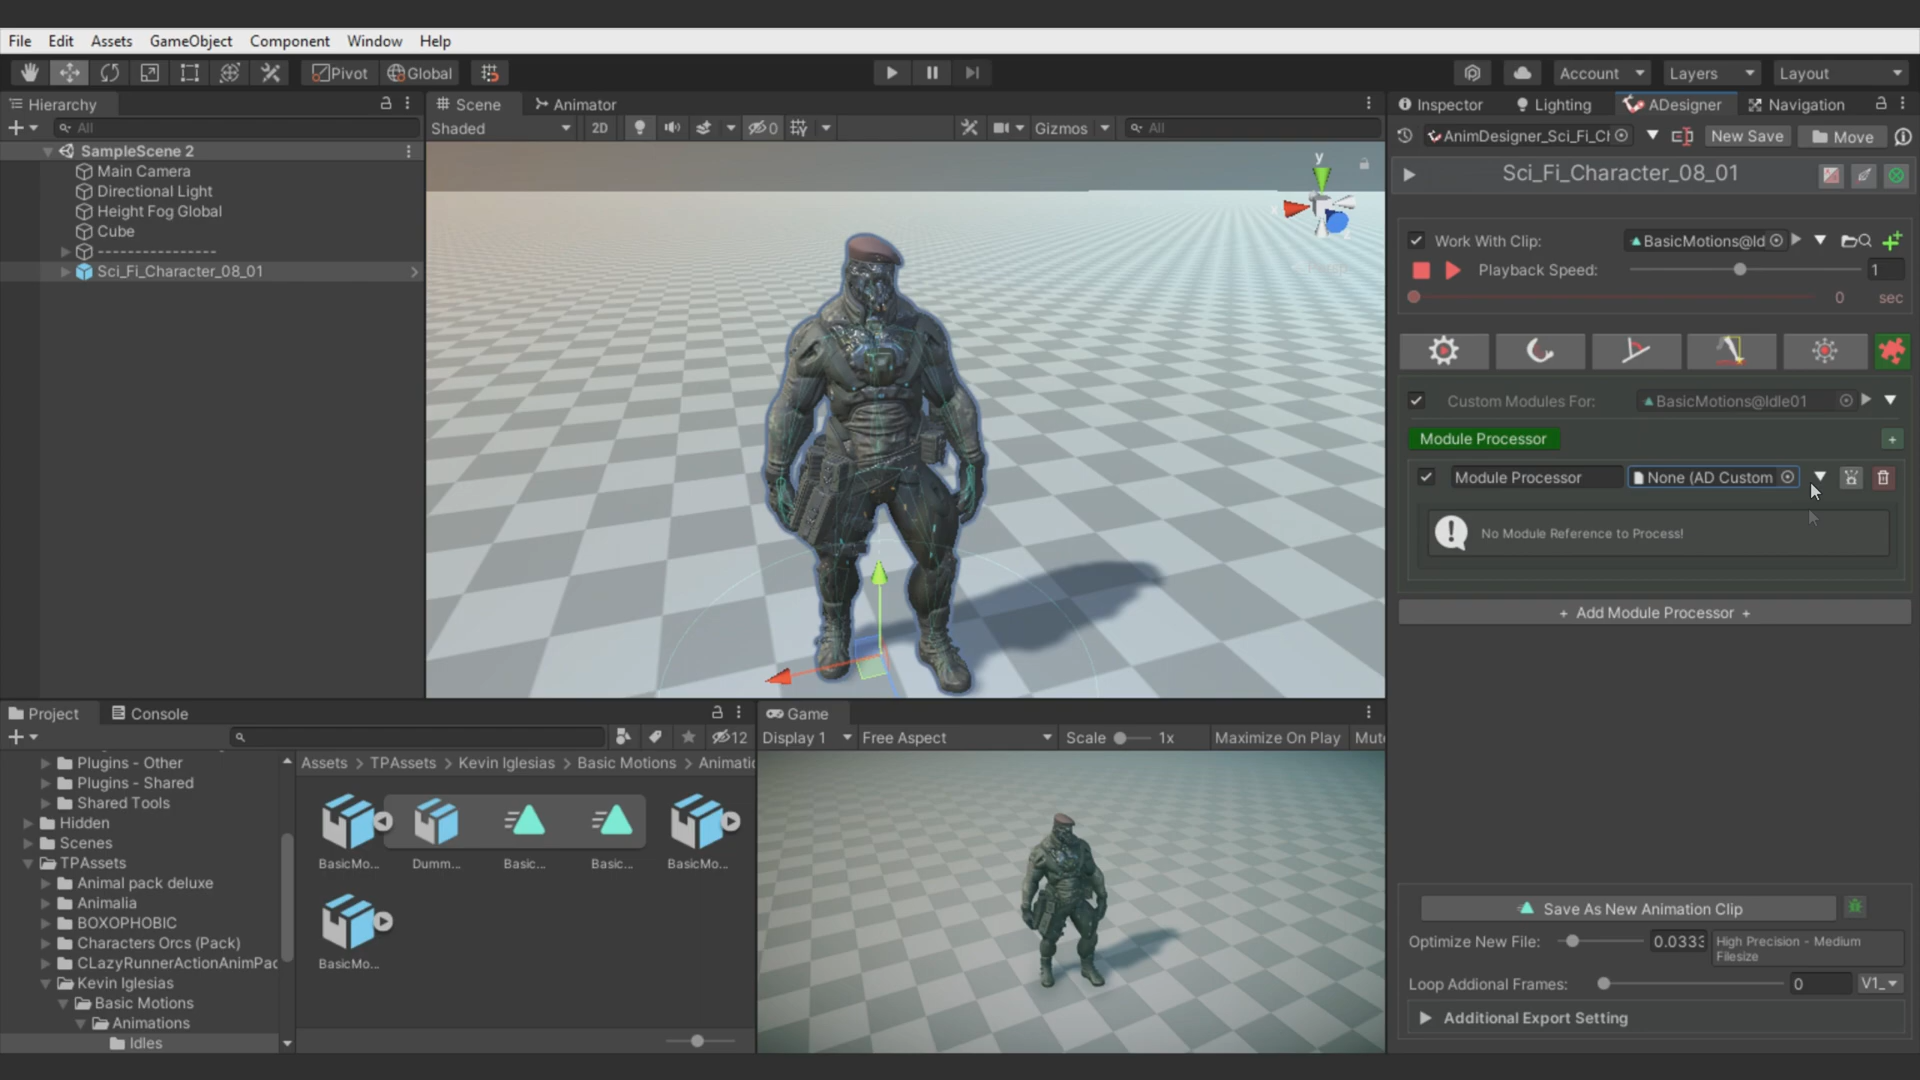 File Edit Assets GameObject Component Window Help
Pivot Global Account Layers Layout
Hierarchy
All
SampleScene 2
Main Camera
Directional Light
Height Fog Global
Cube
----------------
Sci_Fi_Character_08_01
Scene Animator
Shaded 2D 0 Gizmos All
y
Inspector Lighting ADesigner Navigation
AnimDesigner_Sci_Fi_Cl New Save Move
Sci_Fi_Character_08_01
Work With Clip: BasicMotions@Id
Playback Speed: 1
0 sec
Custom Modules For: BasicMotions@Idle01
Module Processor +
Module Processor None (AD Custom
No Module Reference to Process!
+ Add Module Processor +
Save As New Animation Clip
Optimize New File: 0.0333 High Precision - Medium
Filesize
Loop Addional Frames: 0 V1_
Additional Export Setting
Project Console
12
Plugins - Other
Plugins - Shared
Shared Tools
Hidden
Scenes
TPAssets
Animal pack deluxe
Animalia
BOXOPHOBIC
Characters Orcs (Pack)
CLazyRunnerActionAnimPac
Kevin Iglesias
Basic Motions
Animations
Idles
Assets > TPAssets > Kevin Iglesias > Basic Motions > Animatio
BasicMo... Dumm... Basic... Basic... BasicMo...
BasicMo...
Game
Display 1 Free Aspect Scale 1x Maximize On Play Mut